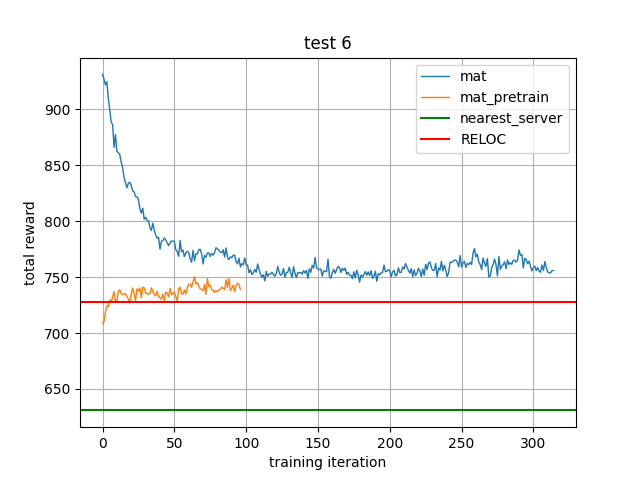 test 6
mat
mat_pretrain
nearest_server
RELOC
total reward
900
850
800
750
700
650
0 50 100 150 200 250 300
training iteration